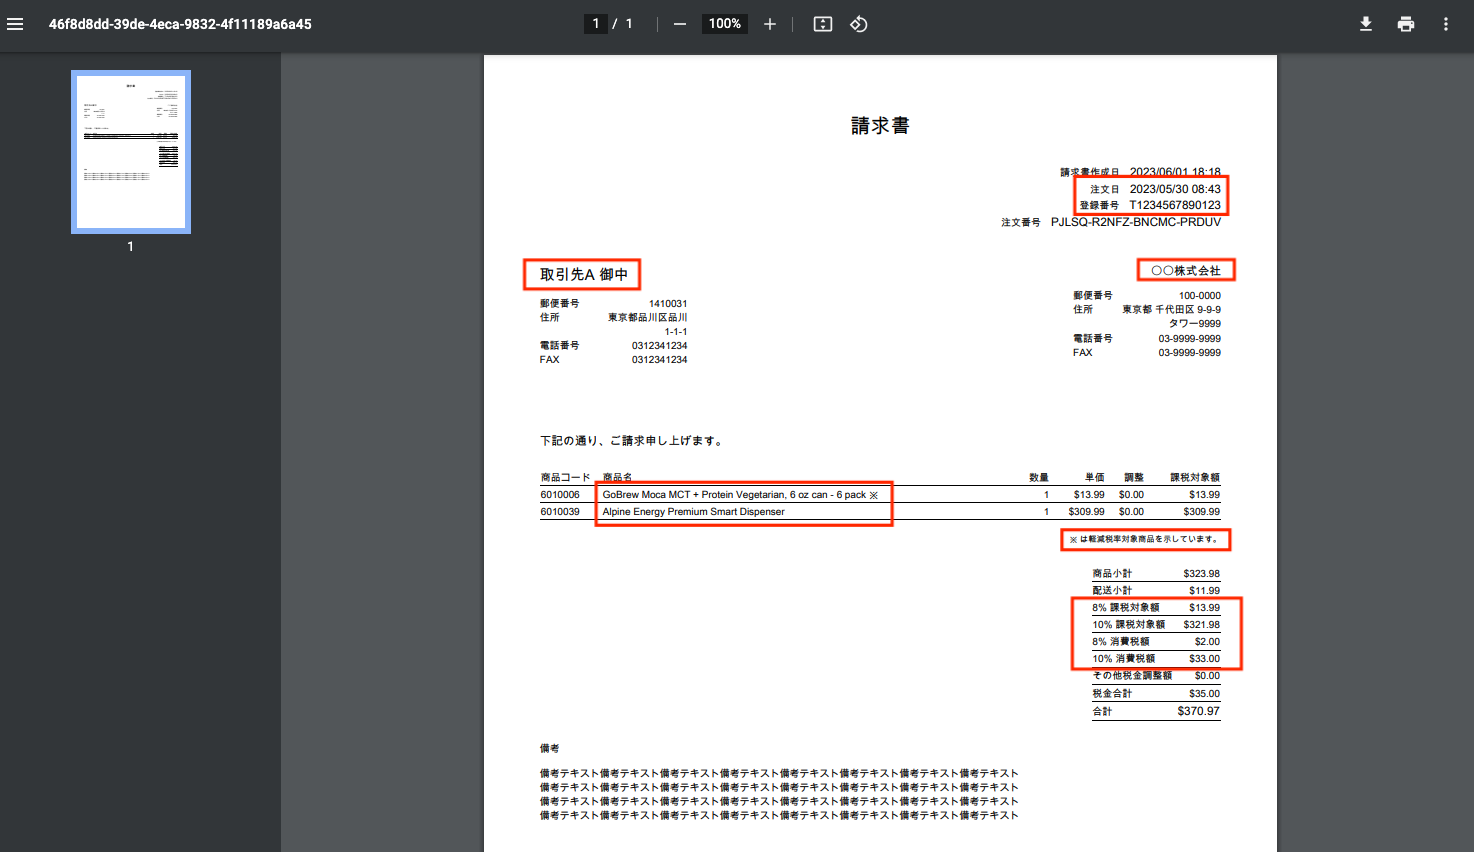 46f8d8dd-39de-4eca-9832-4f11189a6a45
1 / 1
100%
1
請求書
請求書作成日 2023/06/01 18:18
注文日 2023/05/30 08:43
登録番号 T1234567890123
注文番号 PJLSQ-R2NFZ-BNCMC-PRDUV
取引先A 御中
郵便番号 1410031
住所 東京都品川区品川
1-1-1
電話番号 0312341234
FAX 0312341234
〇〇株式会社
郵便番号 100-0000
住所 東京都 千代田区 9-9-9
タワー9999
電話番号 03-9999-9999
FAX 03-9999-9999
下記の通り、ご請求申し上げます。
商品コード 商品名 数量 単価 調整 課税対象額
6010006 GoBrew Moca MCT + Protein Vegetarian, 6 oz can - 6 pack ※ 1 $13.99 $0.00 $13.99
6010039 Alpine Energy Premium Smart Dispenser 1 $309.99 $0.00 $309.99
※ は軽減税率対象商品を示しています。
商品小計 $323.98
配送小計 $11.99
8% 課税対象額 $13.99
10% 課税対象額 $321.98
8% 消費税額 $2.00
10% 消費税額 $33.00
その他税金調整額 $0.00
税金合計 $35.00
合計 $370.97
備考
備考テキスト備考テキスト備考テキスト備考テキスト備考テキスト備考テキスト備考テキスト備考テキスト
備考テキスト備考テキスト備考テキスト備考テキスト備考テキスト備考テキスト備考テキスト備考テキスト
備考テキスト備考テキスト備考テキスト備考テキスト備考テキスト備考テキスト備考テキスト備考テキスト
備考テキスト備考テキスト備考テキスト備考テキスト備考テキスト備考テキスト備考テキスト備考テキスト